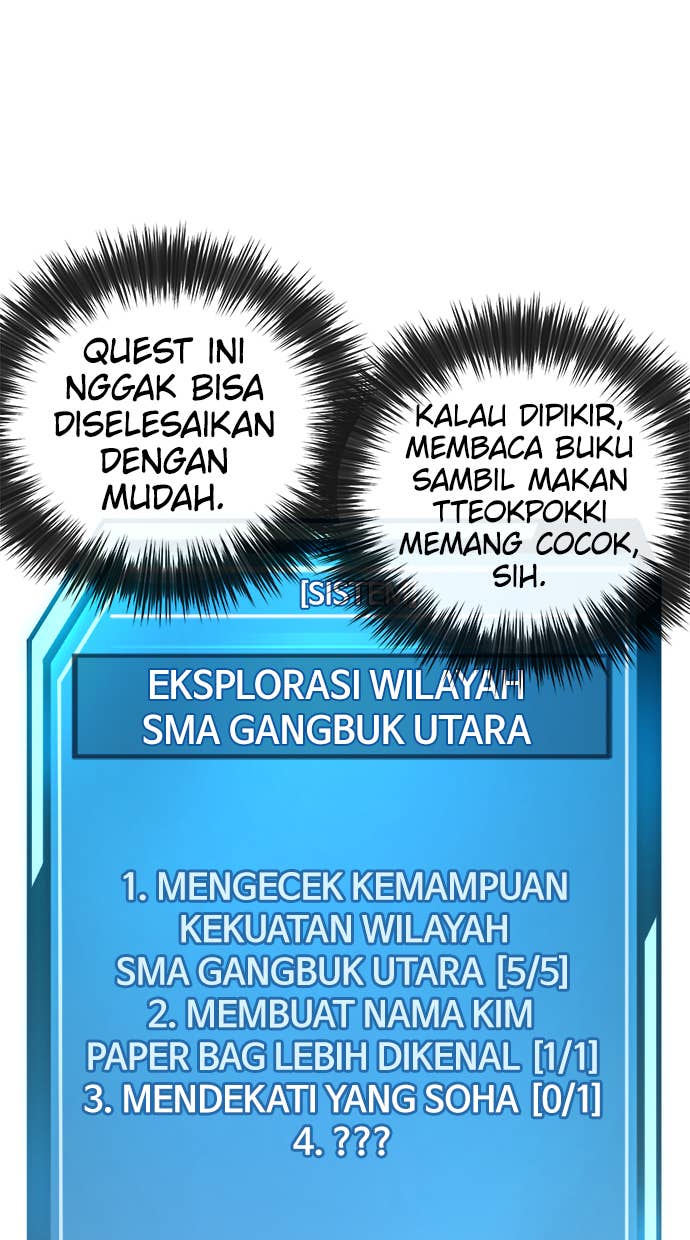 QUEST INI
NGGAK BISA
DISELESAIKAN
DENGAN
MUDAH.
KALAU DIPIKIR,
MEMBACA BUKU
SAMBIL MAKAN
TTEOKPOKKI
MEMANG COCOK,
SIH.
[SISTEM]
EKSPLORASI WILAYAH
SMA GANGBUK UTARA
1. MENGECEK KEMAMPUAN
KEKUATAN WILAYAH
SMA GANGBUK UTARA [5/5]
2. MEMBUAT NAMA KIM
PAPER BAG LEBIH DIKENAL [1/1]
3. MENDEKATI YANG SOHA [0/1]
4. ???